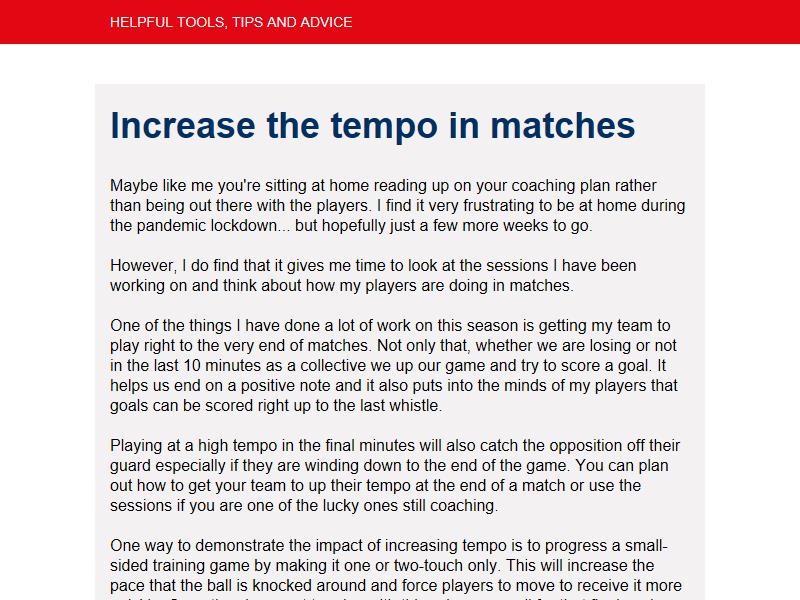 HELPFUL TOOLS, TIPS AND ADVICE
Increase the tempo in matches
Maybe like me you're sitting at home reading up on your coaching plan rather
than being out there with the players. I find it very frustrating to be at home during
the pandemic lockdown... but hopefully just a few more weeks to go.
However, I do find that it gives me time to look at the sessions I have been
working on and think about how my players are doing in matches.
One of the things I have done a lot of work on this season is getting my team to
play right to the very end of matches. Not only that, whether we are losing or not
in the last 10 minutes as a collective we up our game and try to score a goal. It
helps us end on a positive note and it also puts into the minds of my players that
goals can be scored right up to the last whistle.
Playing at a high tempo in the final minutes will also catch the opposition off their
guard especially if they are winding down to the end of the game. You can plan
out how to get your team to up their tempo at the end of a match or use the
sessions if you are one of the lucky ones still coaching.
One way to demonstrate the impact of increasing tempo is to progress a small-
sided training game by making it one or two-touch only. This will increase the
pace that the ball is knocked around and force players to move to receive it more